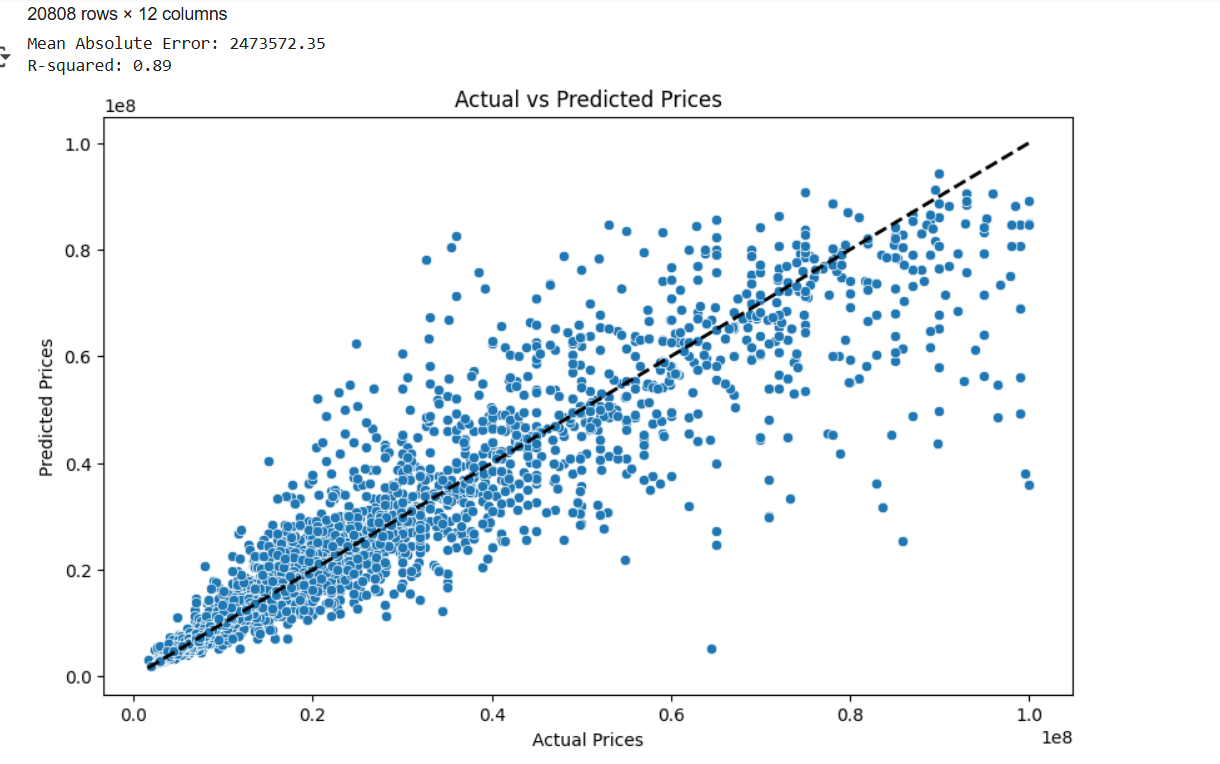 20808 rows × 12 columns
Mean Absolute Error: 2473572.35
R-squared: 0.89
Actual vs Predicted Prices
1e8
1.0
0.8
0.6
0.4
0.2
0.0
Predicted Prices
0.0 0.2 0.4 0.6 0.8 1.0
1e8
Actual Prices